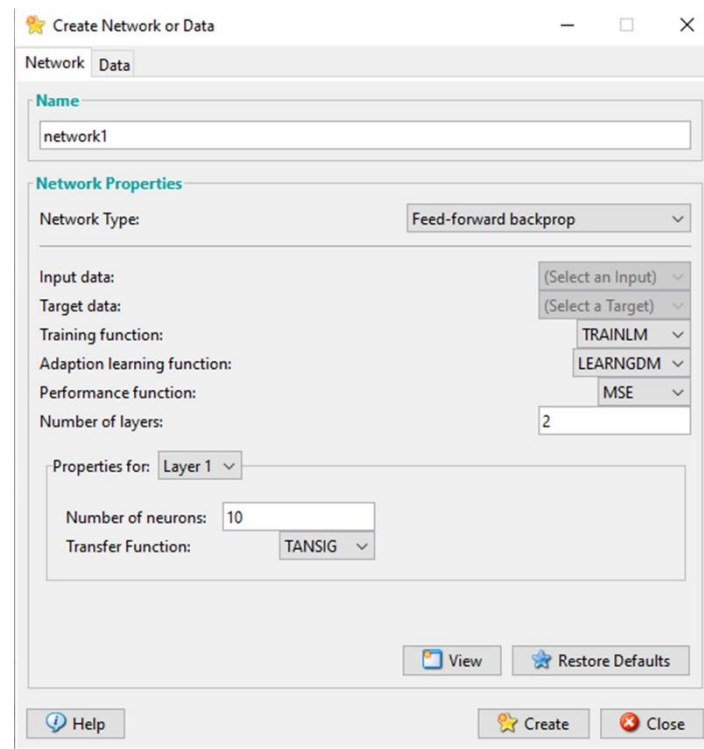 Create Network or Data
Network Data
Name
network1
Network Properties
Network Type: Feed-forward backprop
Input data: (Select an Input)
Target data: (Select a Target)
Training function: TRAINLM
Adaption learning function: LEARNGDM
Performance function: MSE
Number of layers: 2
Properties for: Layer 1
Number of neurons: 10
Transfer Function: TANSIG
View Restore Defaults
Help Create Close